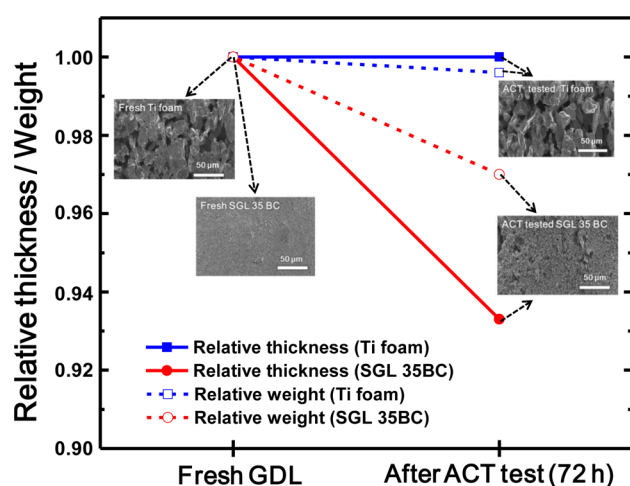 Relative thickness / Weight
1.00
0.98
0.96
0.94
0.92
0.90
Fresh Ti foam
50 µm
Fresh SGL 35 BC
50 µm
ACT tested Ti foam
50 µm
ACT tested SGL 35 BC
50 µm
Relative thickness (Ti foam)
Relative thickness (SGL 35BC)
Relative weight (Ti foam)
Relative weight (SGL 35BC)
Fresh GDL
After ACT test (72 h)